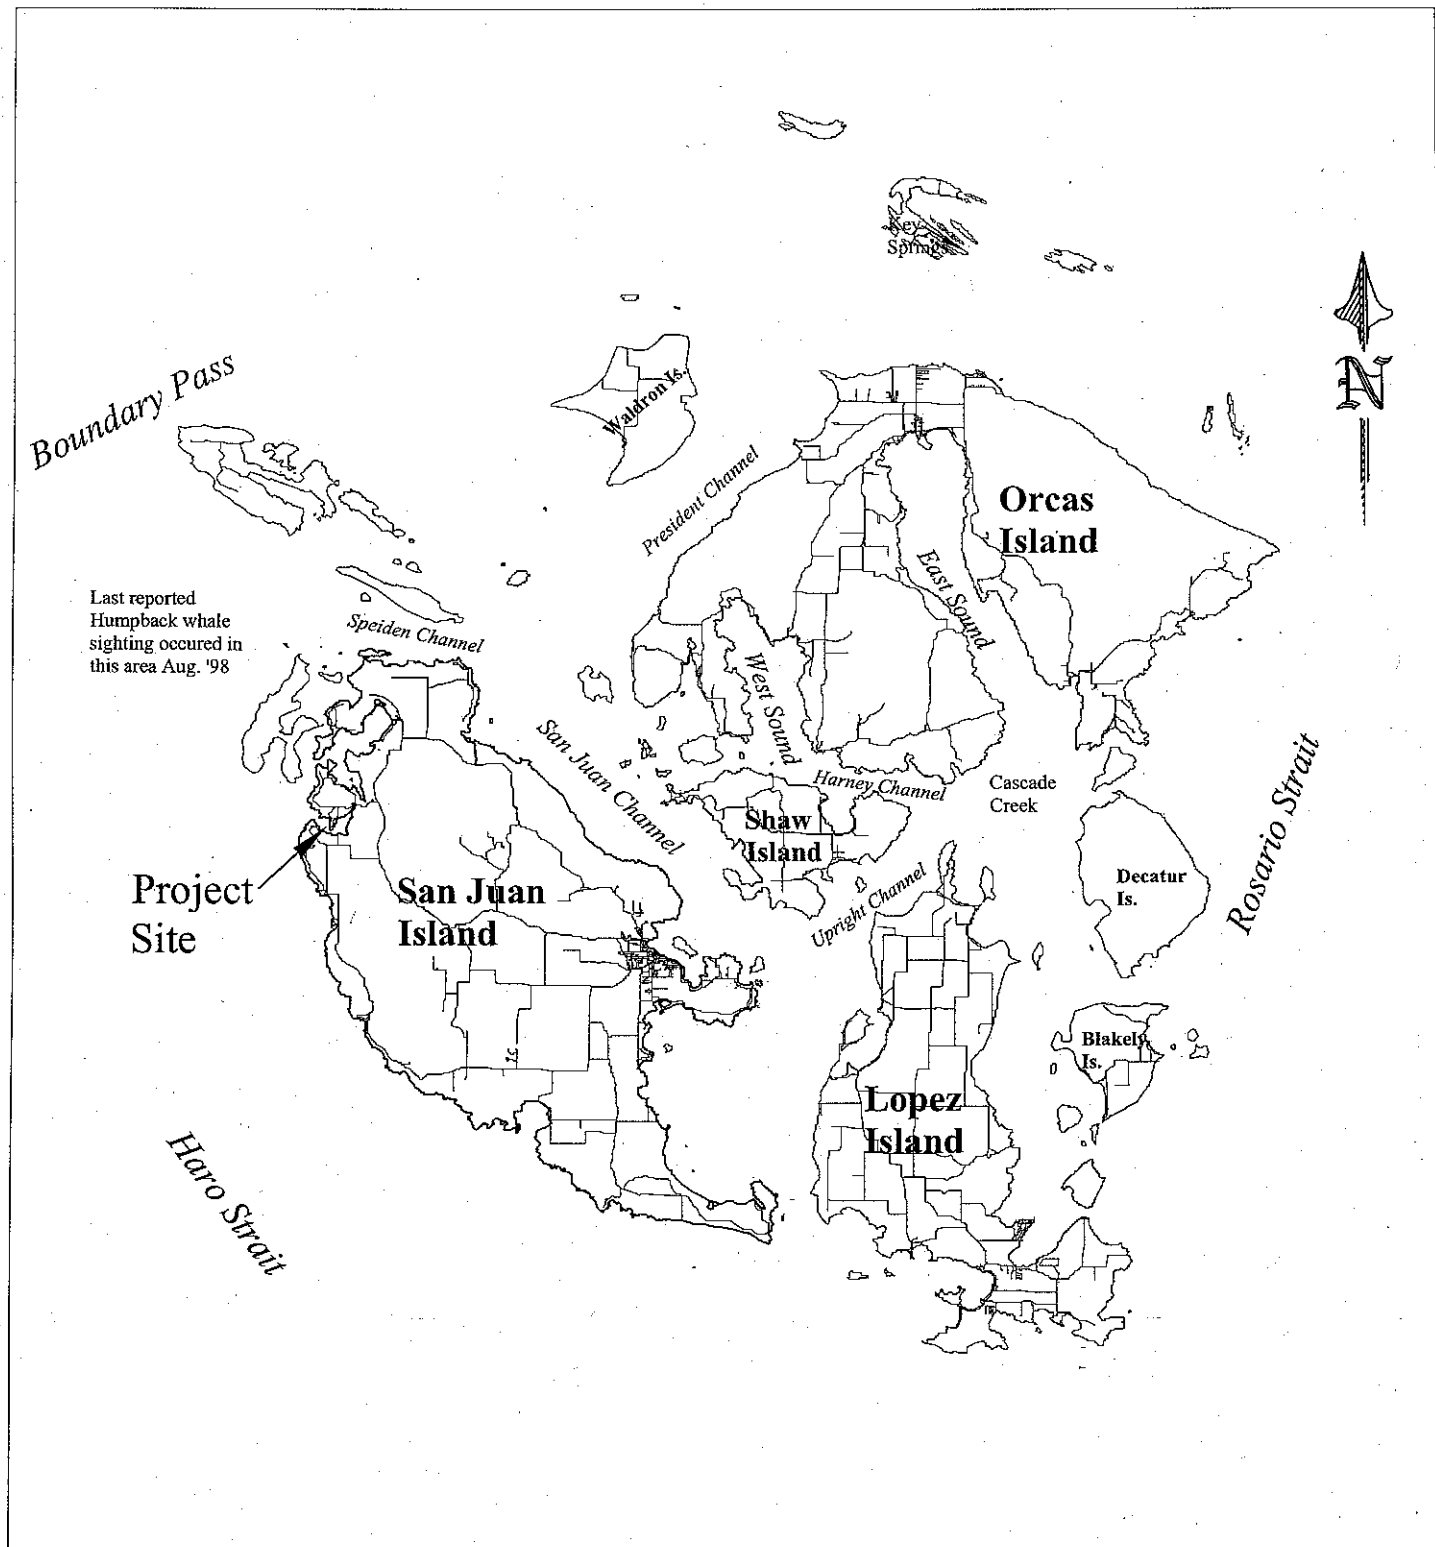 Key
Springs
N
Boundary Pass
Waldron Is.
President Channel
Orcas
Island
East Sound
Last reported
Humpback whale
sighting occured in
this area Aug. '98
Speiden Channel
West Sound
San Juan Channel
Harney Channel
Cascade
Creek
Rosario Strait
Shaw
Island
Project
Site
San Juan
Island
Upright Channel
Decatur
Is.
Blakely
Is.
Lopez
Island
Haro Strait